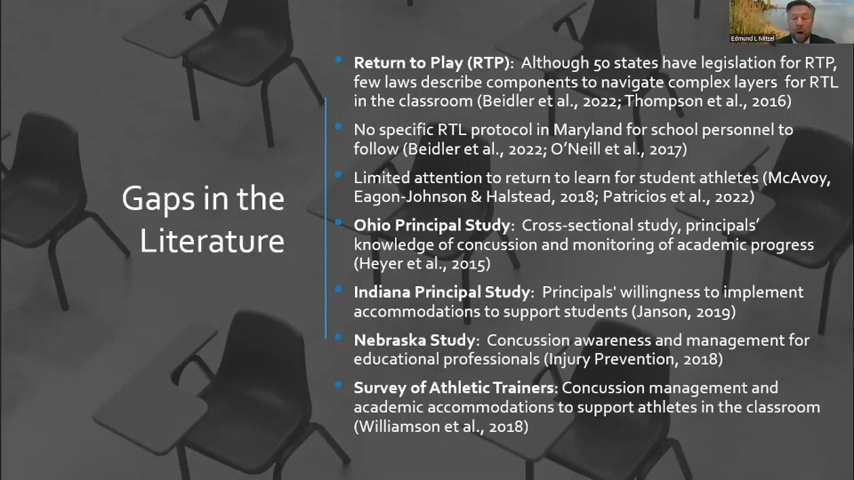 Edmund L Mitzel
Gaps in the
Literature
• Return to Play (RTP): Although 50 states have legislation for RTP,
few laws describe components to navigate complex layers for RTL
in the classroom (Beidler et al., 2022; Thompson et al., 2016)
• No specific RTL protocol in Maryland for school personnel to
follow (Beidler et al., 2022; O’Neill et al., 2017)
• Limited attention to return to learn for student athletes (McAvoy,
Eagon-Johnson & Halstead, 2018; Patricios et al., 2022)
• Ohio Principal Study: Cross-sectional study, principals’
knowledge of concussion and monitoring of academic progress
(Heyer et al., 2015)
• Indiana Principal Study: Principals' willingness to implement
accommodations to support students (Janson, 2019)
• Nebraska Study: Concussion awareness and management for
educational professionals (Injury Prevention, 2018)
• Survey of Athletic Trainers: Concussion management and
academic accommodations to support athletes in the classroom
(Williamson et al., 2018)